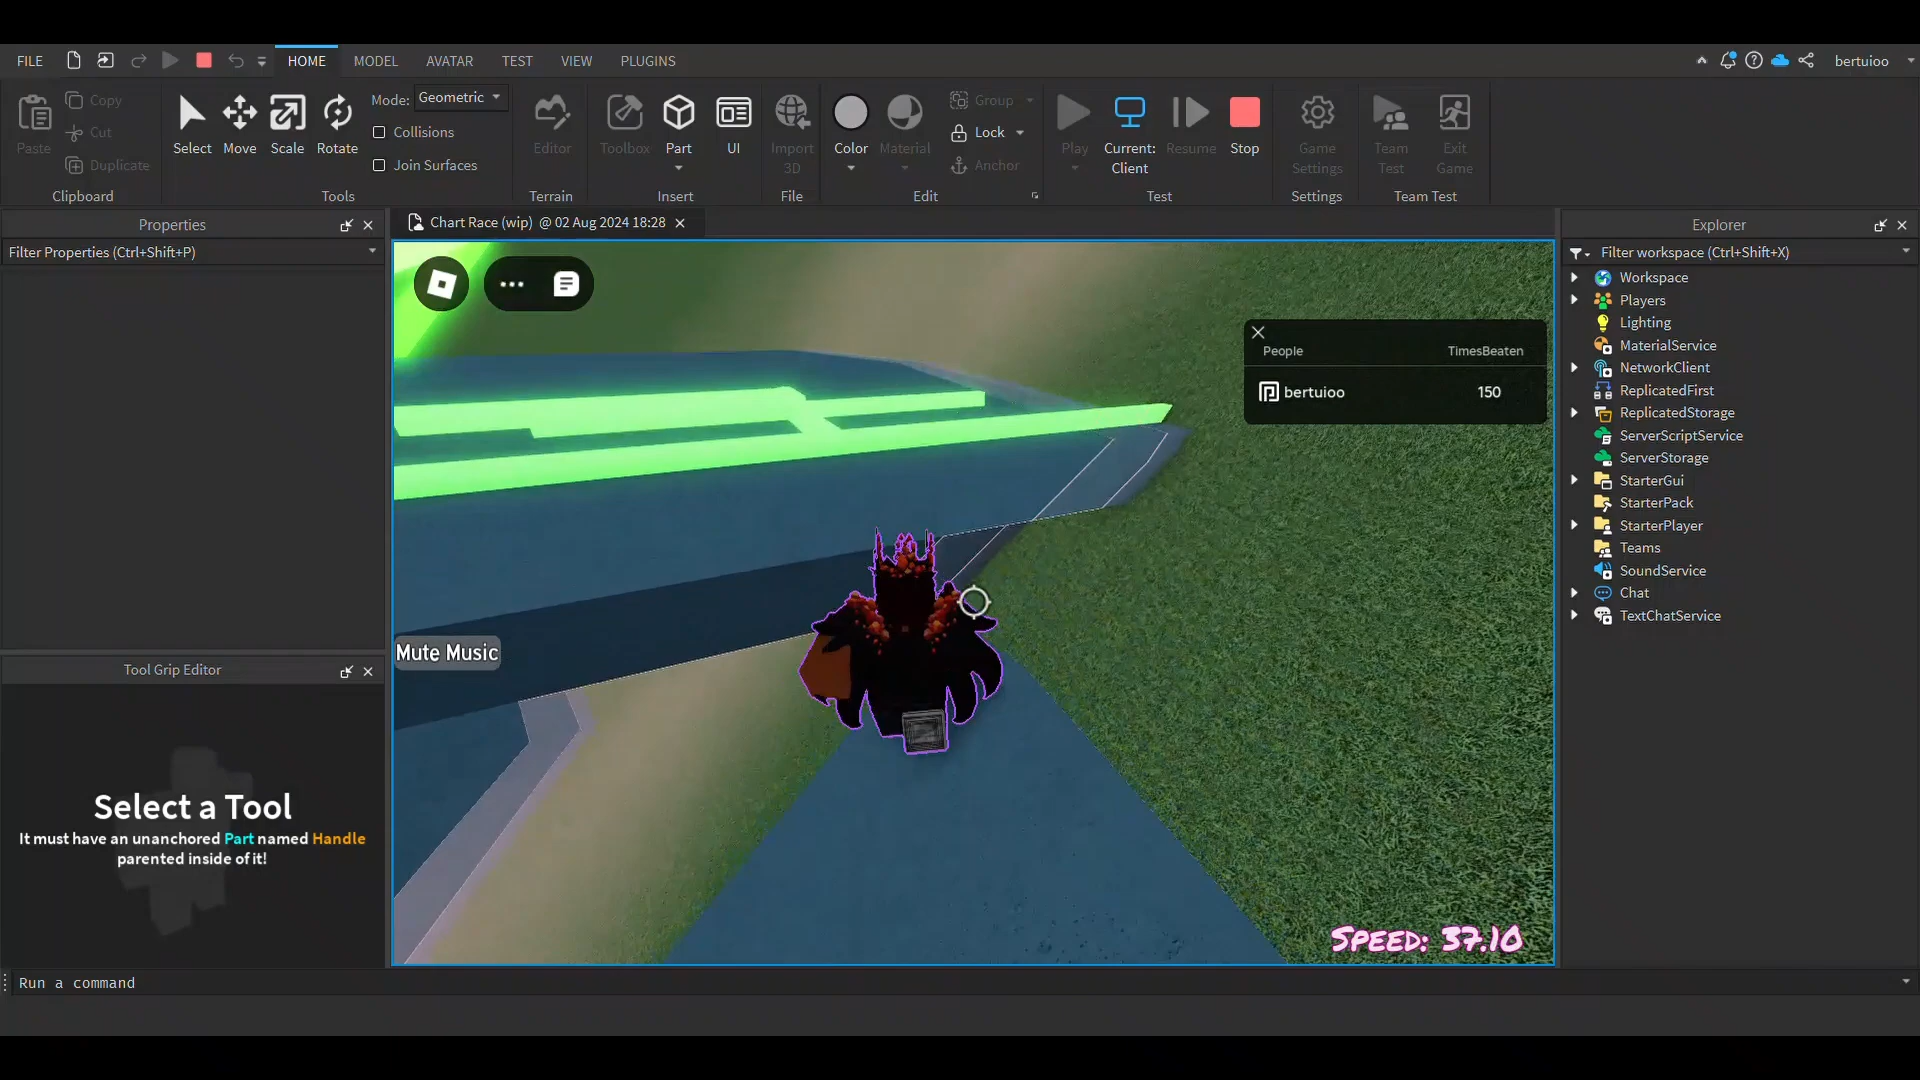 FILE HOME MODEL AVATAR TEST VIEW PLUGINS bertuioo
Paste Copy Cut Duplicate Clipboard
Select Move Scale Rotate Mode: Geometric Collisions Join Surfaces Tools
Editor Terrain
Toolbox Part UI Insert
Import 3D File
Color Material Group Lock Anchor Edit
Play Current: Client Resume Stop Test
Game Settings Settings
Team Test Exit Game Team Test
Properties
Filter Properties (Ctrl+Shift+P)
Tool Grip Editor
Select a Tool
It must have an unanchored Part named Handle
parented inside of it!
Chart Race (wip) @ 02 Aug 2024 18:28
People TimesBeaten
bertuioo 150
Mute Music
Speed: 37.10
Explorer
Filter workspace (Ctrl+Shift+X)
Workspace
Players
Lighting
MaterialService
NetworkClient
ReplicatedFirst
ReplicatedStorage
ServerScriptService
ServerStorage
StarterGui
StarterPack
StarterPlayer
Teams
SoundService
Chat
TextChatService
Run a command